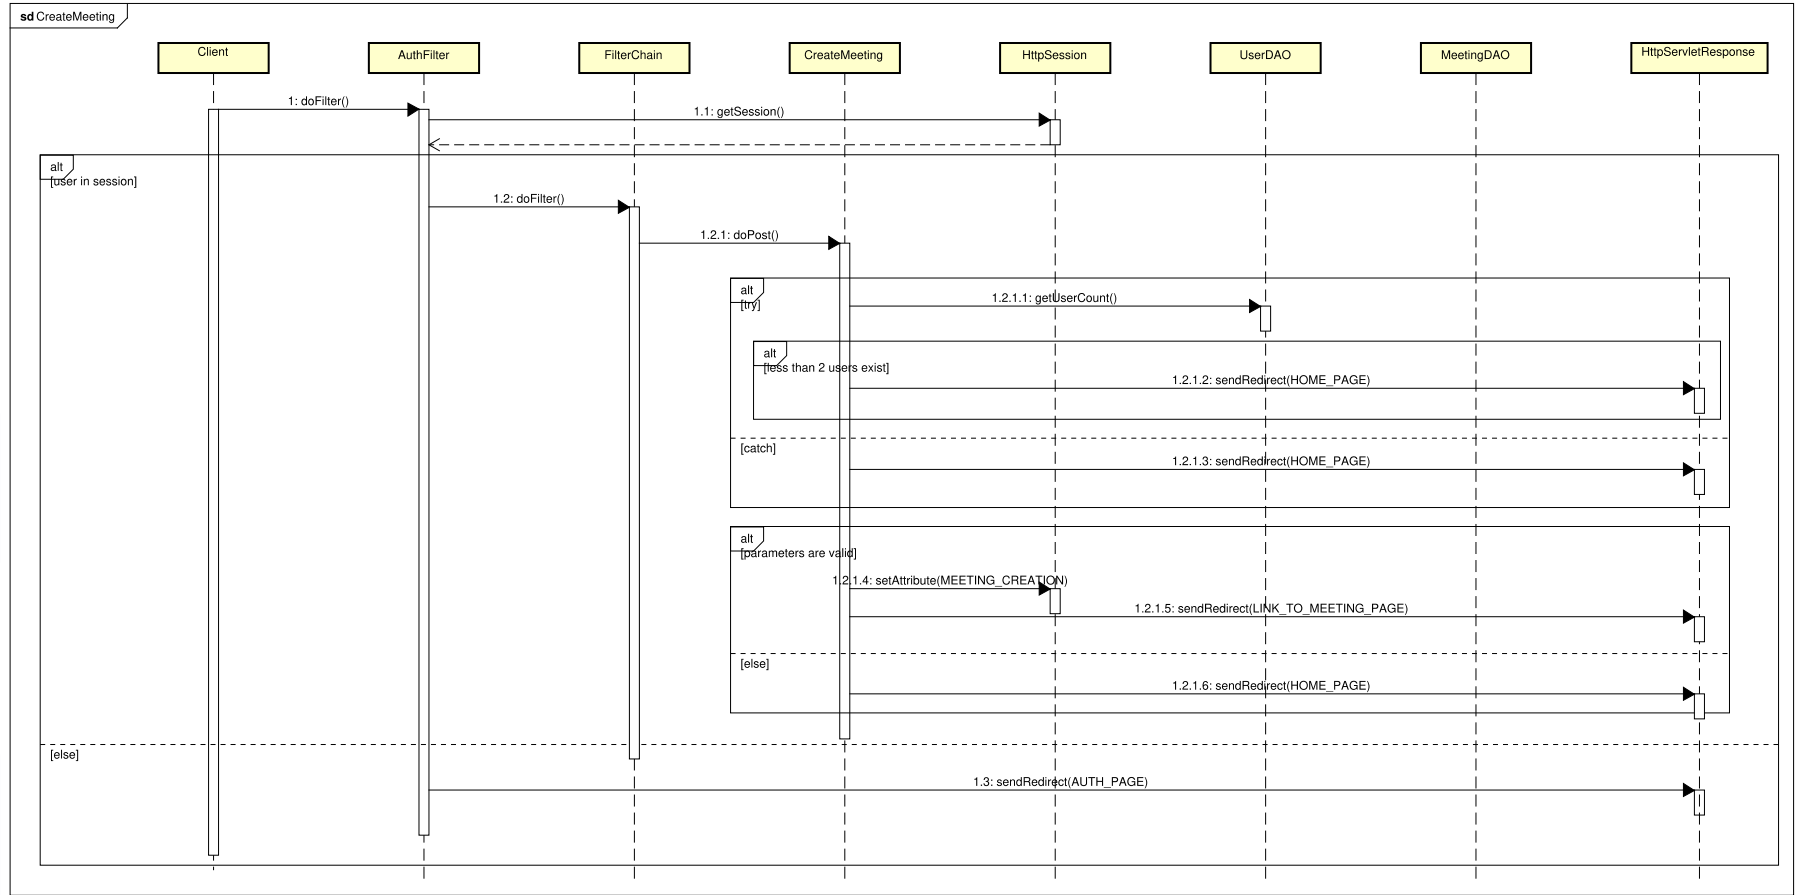 sd CreateMeeting
Client
AuthFilter
FilterChain
CreateMeeting
HttpSession
UserDAO
MeetingDAO
HttpServletResponse
1: doFilter()
1.1: getSession()
alt
[user in session]
1.2: doFilter()
1.2.1: doPost()
alt
[try]
1.2.1.1: getUserCount()
alt
[less than 2 users exist]
1.2.1.2: sendRedirect(HOME_PAGE)
[catch]
1.2.1.3: sendRedirect(HOME_PAGE)
alt
[parameters are valid]
1.2.1.4: setAttribute(MEETING_CREATION)
1.2.1.5: sendRedirect(LINK_TO_MEETING_PAGE)
[else]
1.2.1.6: sendRedirect(HOME_PAGE)
[else]
1.3: sendRedirect(AUTH_PAGE)